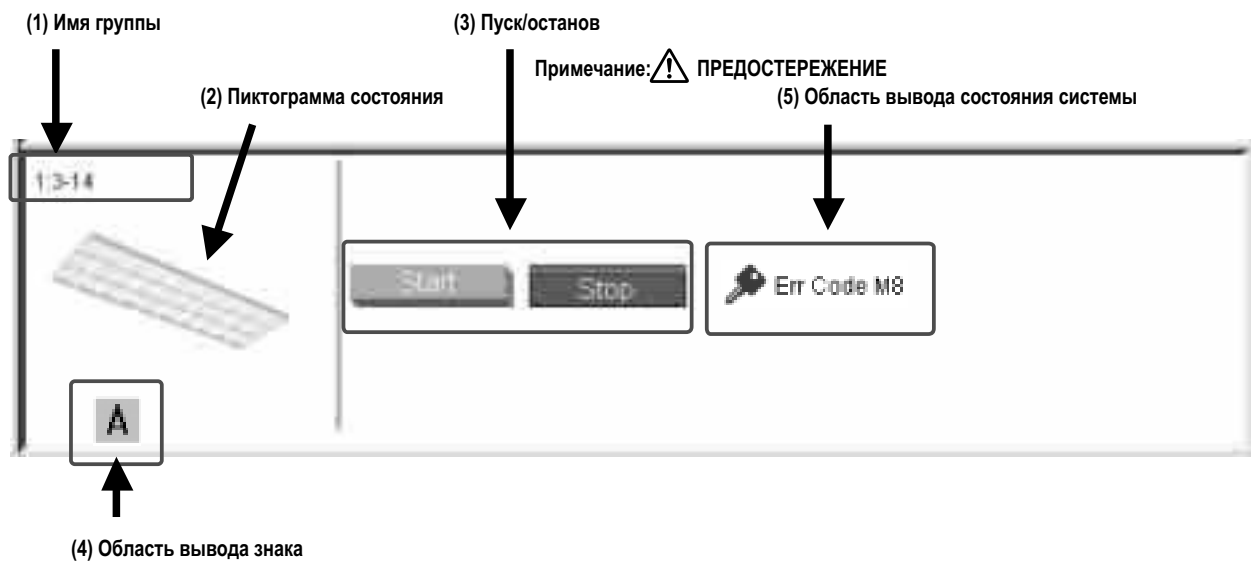 (1) Имя группы
(3) Пуск/останов
Примечание: ПРЕДОСТЕРЕЖЕНИЕ
(2) Пиктограмма состояния
(5) Область вывода состояния системы
1:3-14
Start
Stop
Err Code M8
A
(4) Область вывода знака